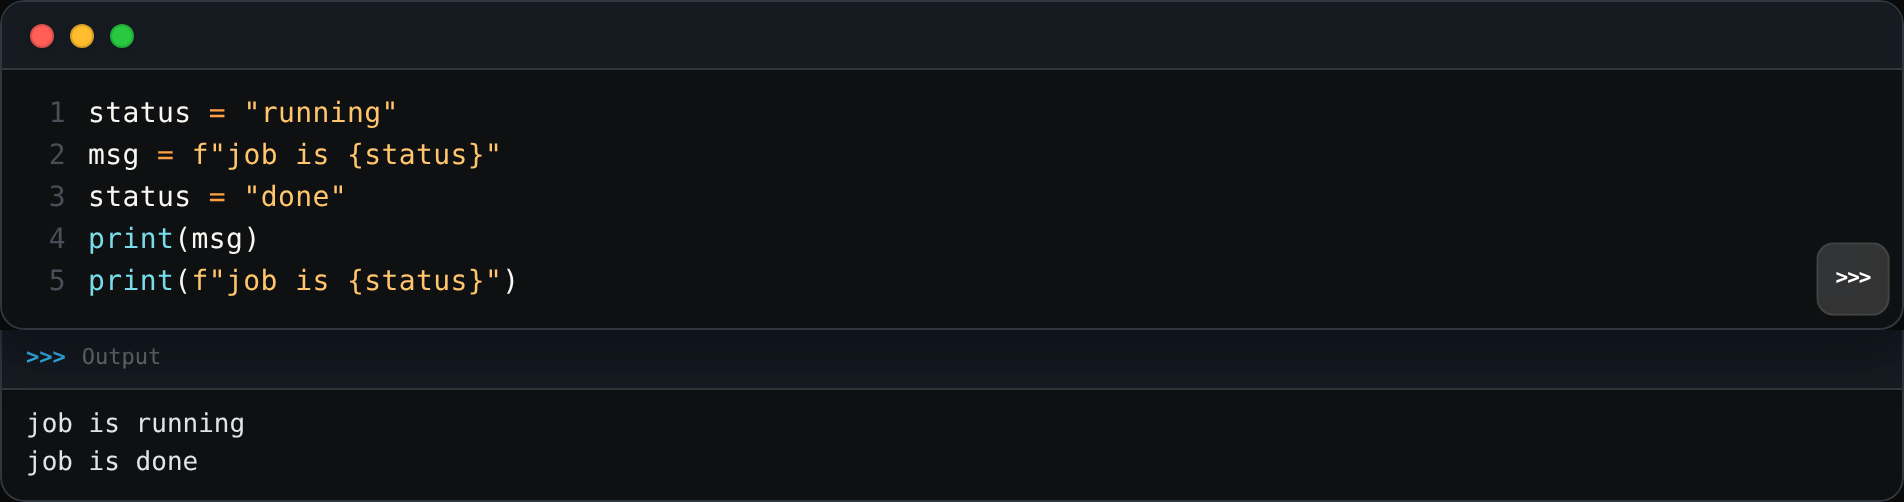 1 status = "running"
2 msg = f"job is {status}"
3 status = "done"
4 print(msg)
5 print(f"job is {status}")
>>>
>>> Output
job is running
job is done